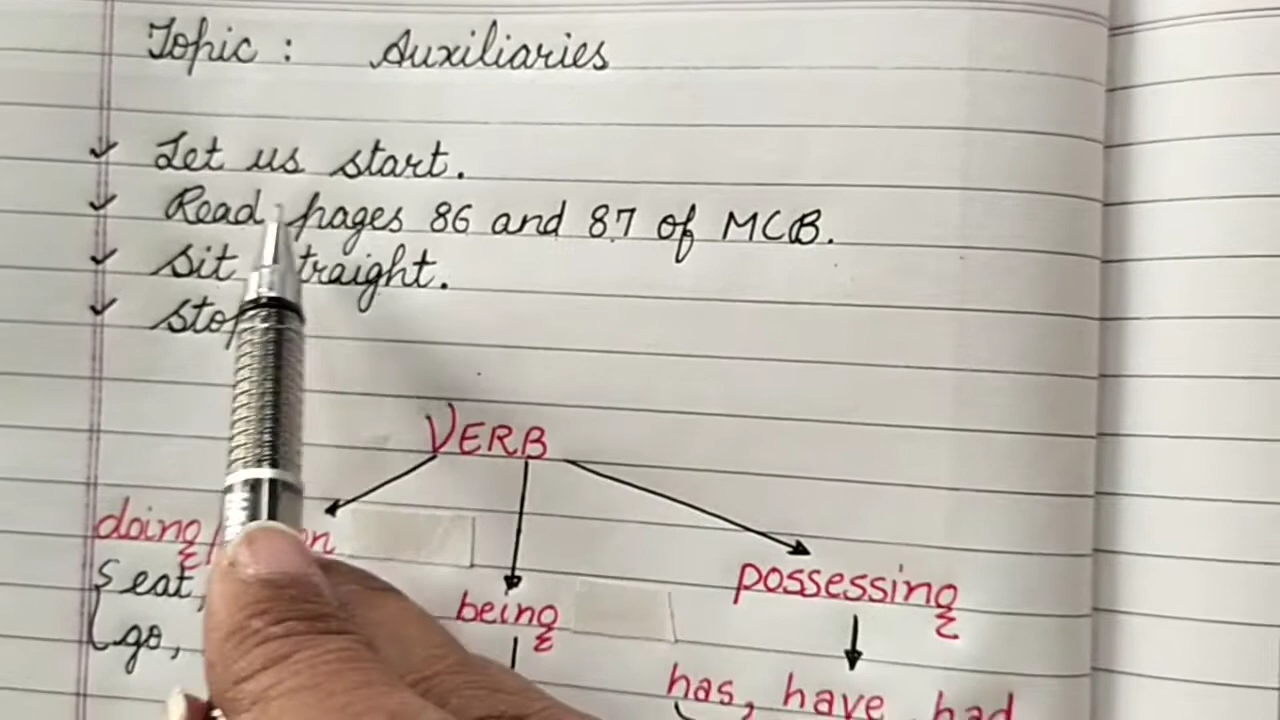 Topic : Auxiliaries
Let us start.
Read pages 86 and 87 of MCB.
Sit straight.
VERB
doing
being
possessing
eat,
go,
has, have, had